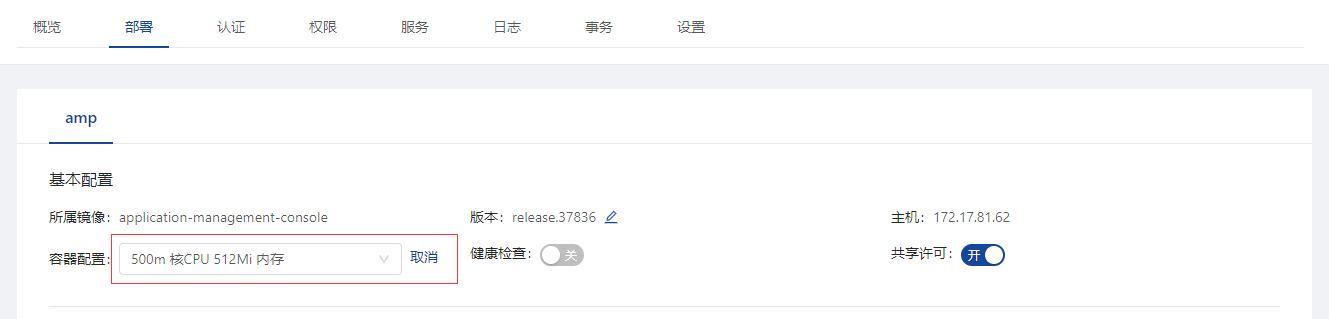 概览 部署 认证 权限 服务 日志 事务 设置
amp
基本配置
所属镜像: application-management-console 版本: release.37836 主机: 172.17.81.62
容器配置: 500m 核CPU 512Mi 内存 取消 健康检查: 关 共享许可: 开